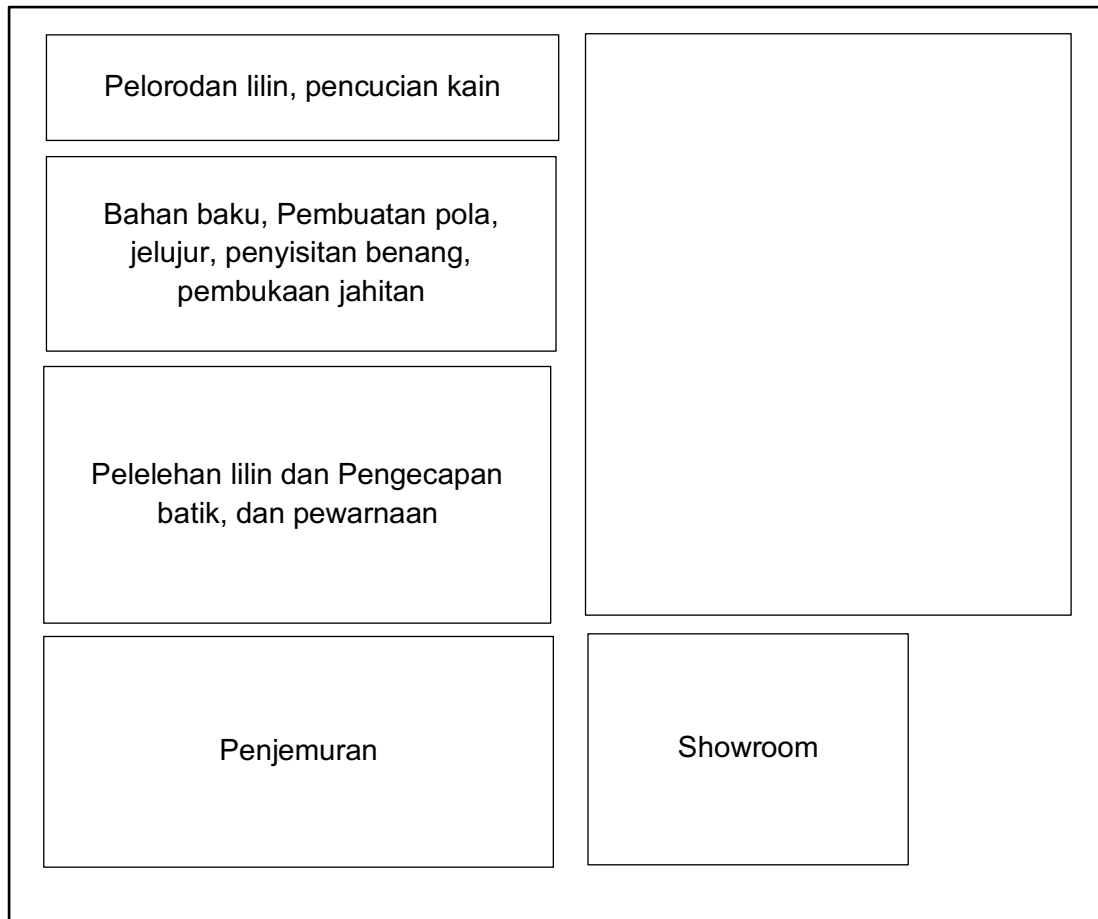 Pelorodan lilin, pencucian kain
Bahan baku, Pembuatan pola,
jelujur, penyisitan benang,
pembukaan jahitan
Pelelehan lilin dan Pengecapan
batik, dan pewarnaan
Penjemuran
Showroom